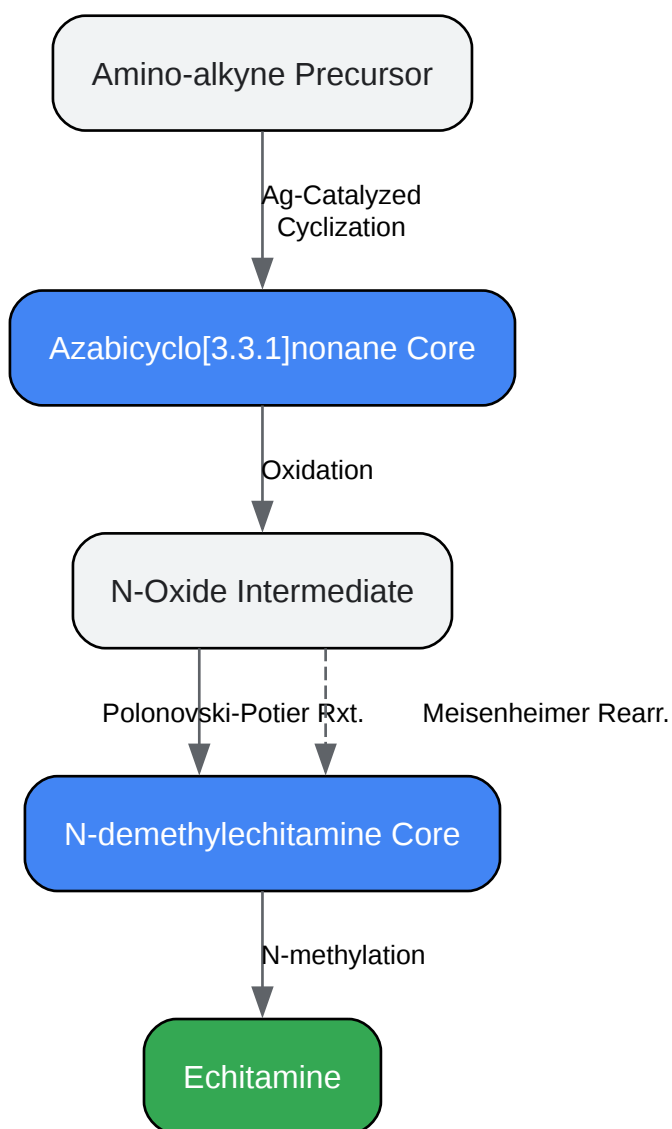 Amino-alkyne Precursor
Ag-Catalyzed
Cyclization
Azabicyclo[3.3.1]nonane Core
Oxidation
N-Oxide Intermediate
Polonovski-Potier Rxt.
Meisenheimer Rearr.
N-demethylechitamine Core
N-methylation
Echitamine